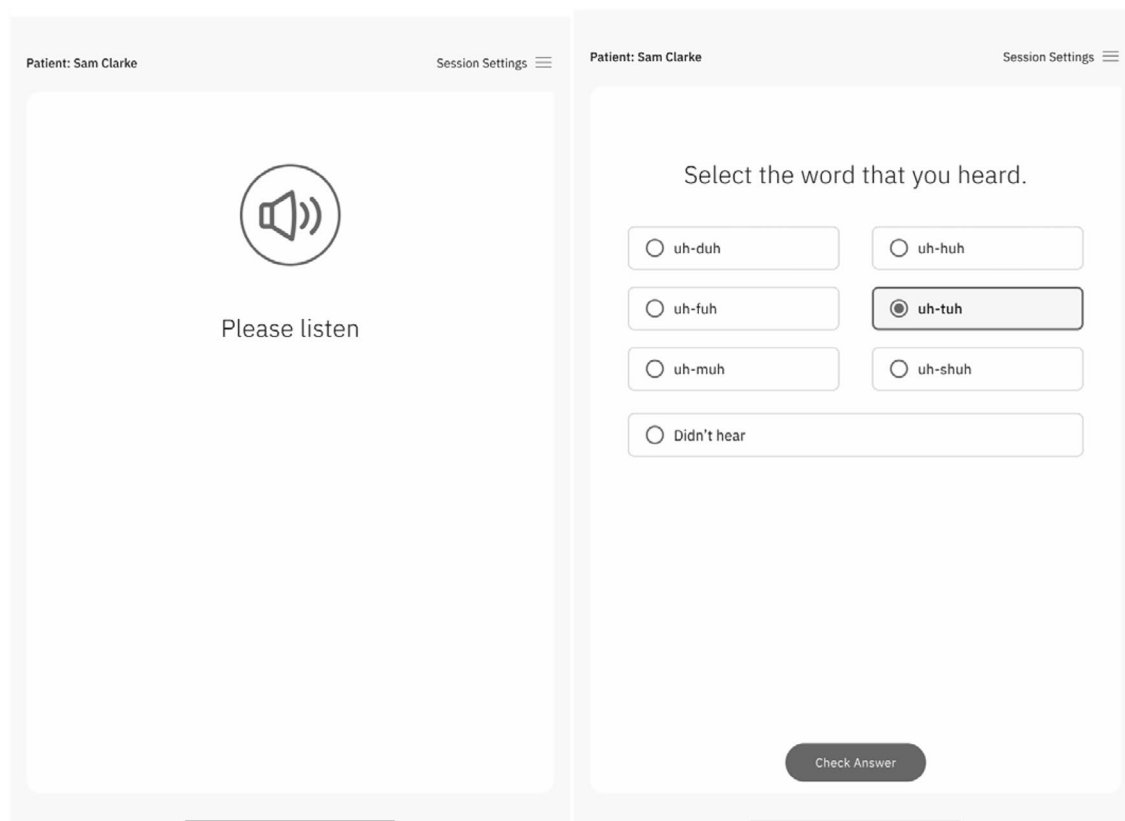 Patient: Sam Clarke
Session Settings
Please listen
Patient: Sam Clarke
Session Settings
Select the word that you heard.
uh-duh
uh-huh
uh-fuh
uh-tuh
uh-muh
uh-shuh
Didn't hear
Check Answer